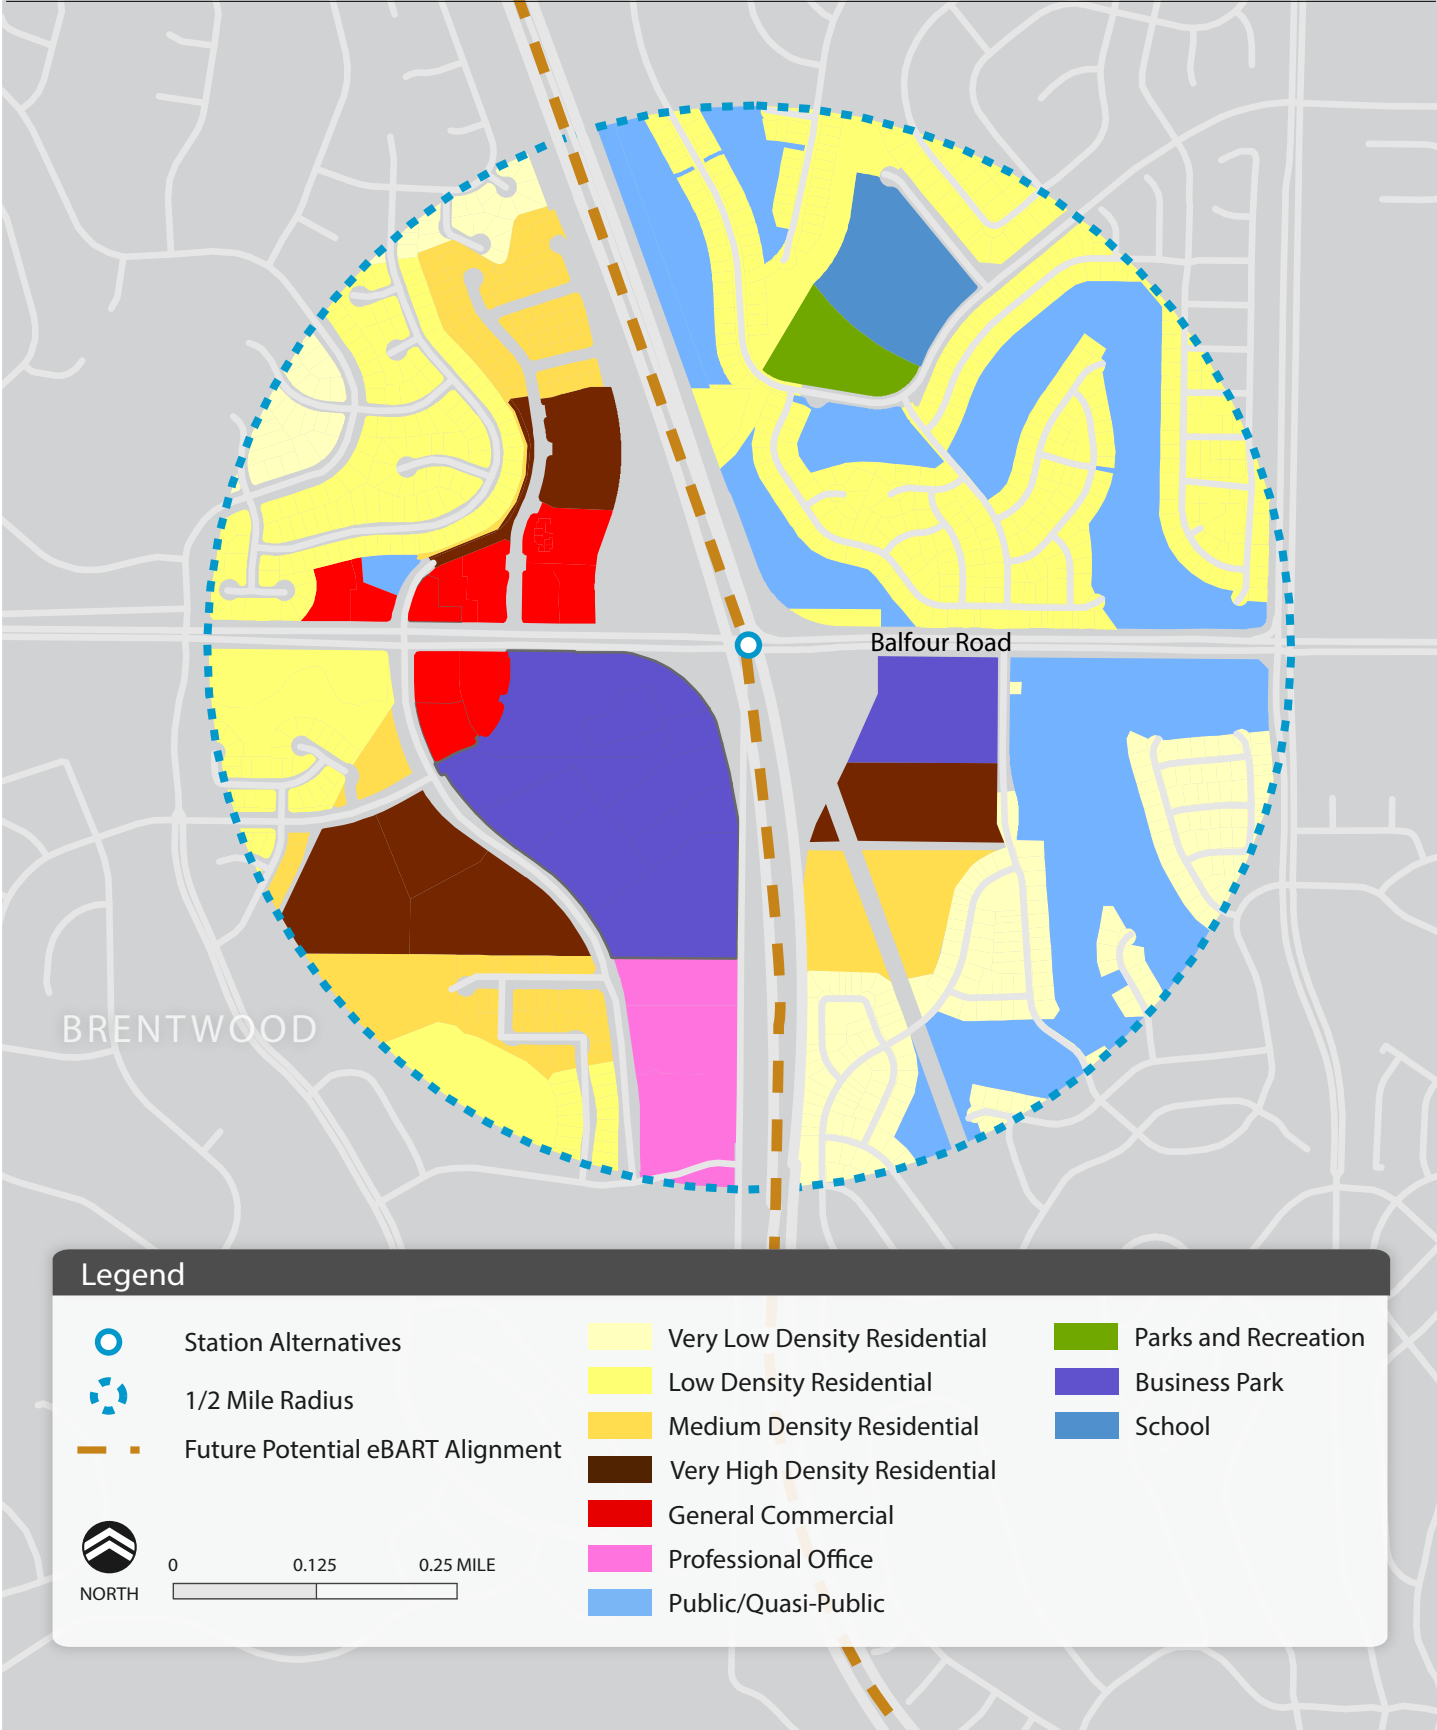 Balfour Road
BRENTWOOD
Legend
Station Alternatives
1/2 Mile Radius
Future Potential eBART Alignment
NORTH
0 0.125 0.25 MILE
Very Low Density Residential
Low Density Residential
Medium Density Residential
Very High Density Residential
General Commercial
Professional Office
Public/Quasi-Public
Parks and Recreation
Business Park
School